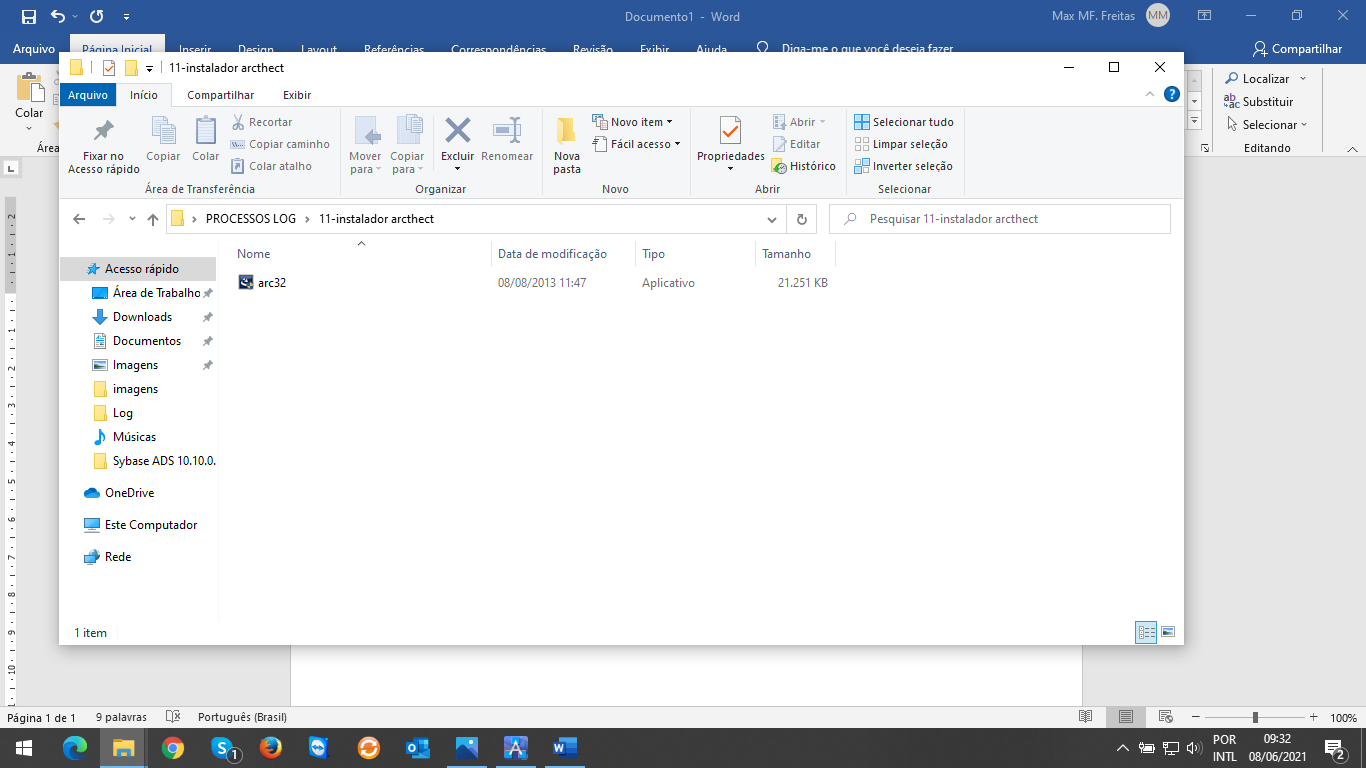 Documento1 - Word
Max MF. Freitas
MM
Arquivo
Página Inicial
Inserir
Design
Layout
Referências
Correspondências
Revisão
Exibir
Ajuda
Diga-me o que você deseja fazer
Compartilhar
11-instalador arcthect
Arquivo
Início
Compartilhar
Exibir
Colar
Fixar no
Acesso rápido
Copiar
Colar
Recortar
Copiar caminho
Colar atalho
Área de Transferência
Mover
para
Copiar
para
Excluir
Renomear
Organizar
Nova
pasta
Novo item
Fácil acesso
Novo
Propriedades
Abrir
Editar
Histórico
Abrir
Selecionar tudo
Limpar seleção
Inverter seleção
Selecionar
Localizar
Substituir
Selecionar
Editando
Área
PROCESSOS LOG
11-instalador arcthect
Pesquisar 11-instalador arcthect
Nome
Data de modificação
Tipo
Tamanho
arc32
08/08/2013 11:47
Aplicativo
21.251 KB
Acesso rápido
Área de Trabalho
Downloads
Documentos
Imagens
imagens
Log
Músicas
Sybase ADS 10.10.0.
OneDrive
Este Computador
Rede
1 item
Página 1 de 1
9 palavras
Português (Brasil)
100%
POR
INTL
09:32
08/06/2021